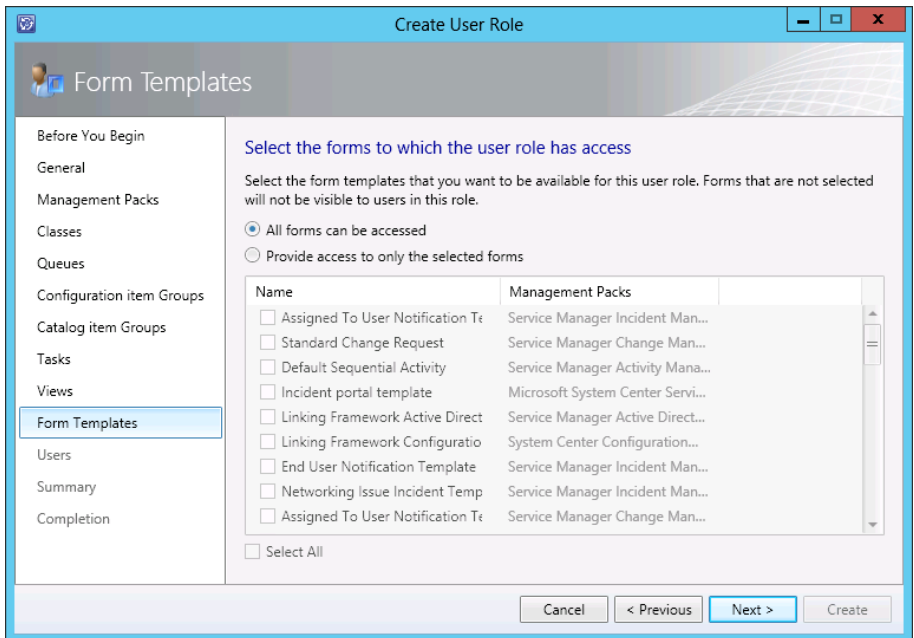 Create User Role
Form Templates
Before You Begin
General
Management Packs
Classes
Queues
Configuration item Groups
Catalog item Groups
Tasks
Views
Form Templates
Users
Summary
Completion
Select the forms to which the user role has access
Select the form templates that you want to be available for this user role. Forms that are not selected
will not be visible to users in this role.
All forms can be accessed
Provide access to only the selected forms
Name Management Packs
Assigned To User Notification Te Service Manager Incident Man...
Standard Change Request Service Manager Change Man...
Default Sequential Activity Service Manager Activity Mana...
Incident portal template Microsoft System Center Servi...
Linking Framework Active Direct Service Manager Active Direct...
Linking Framework Configuratio System Center Configuration...
End User Notification Template Service Manager Incident Man...
Networking Issue Incident Temp Service Manager Incident Man...
Assigned To User Notification Te Service Manager Change Man...
Select All
Cancel < Previous Next > Create